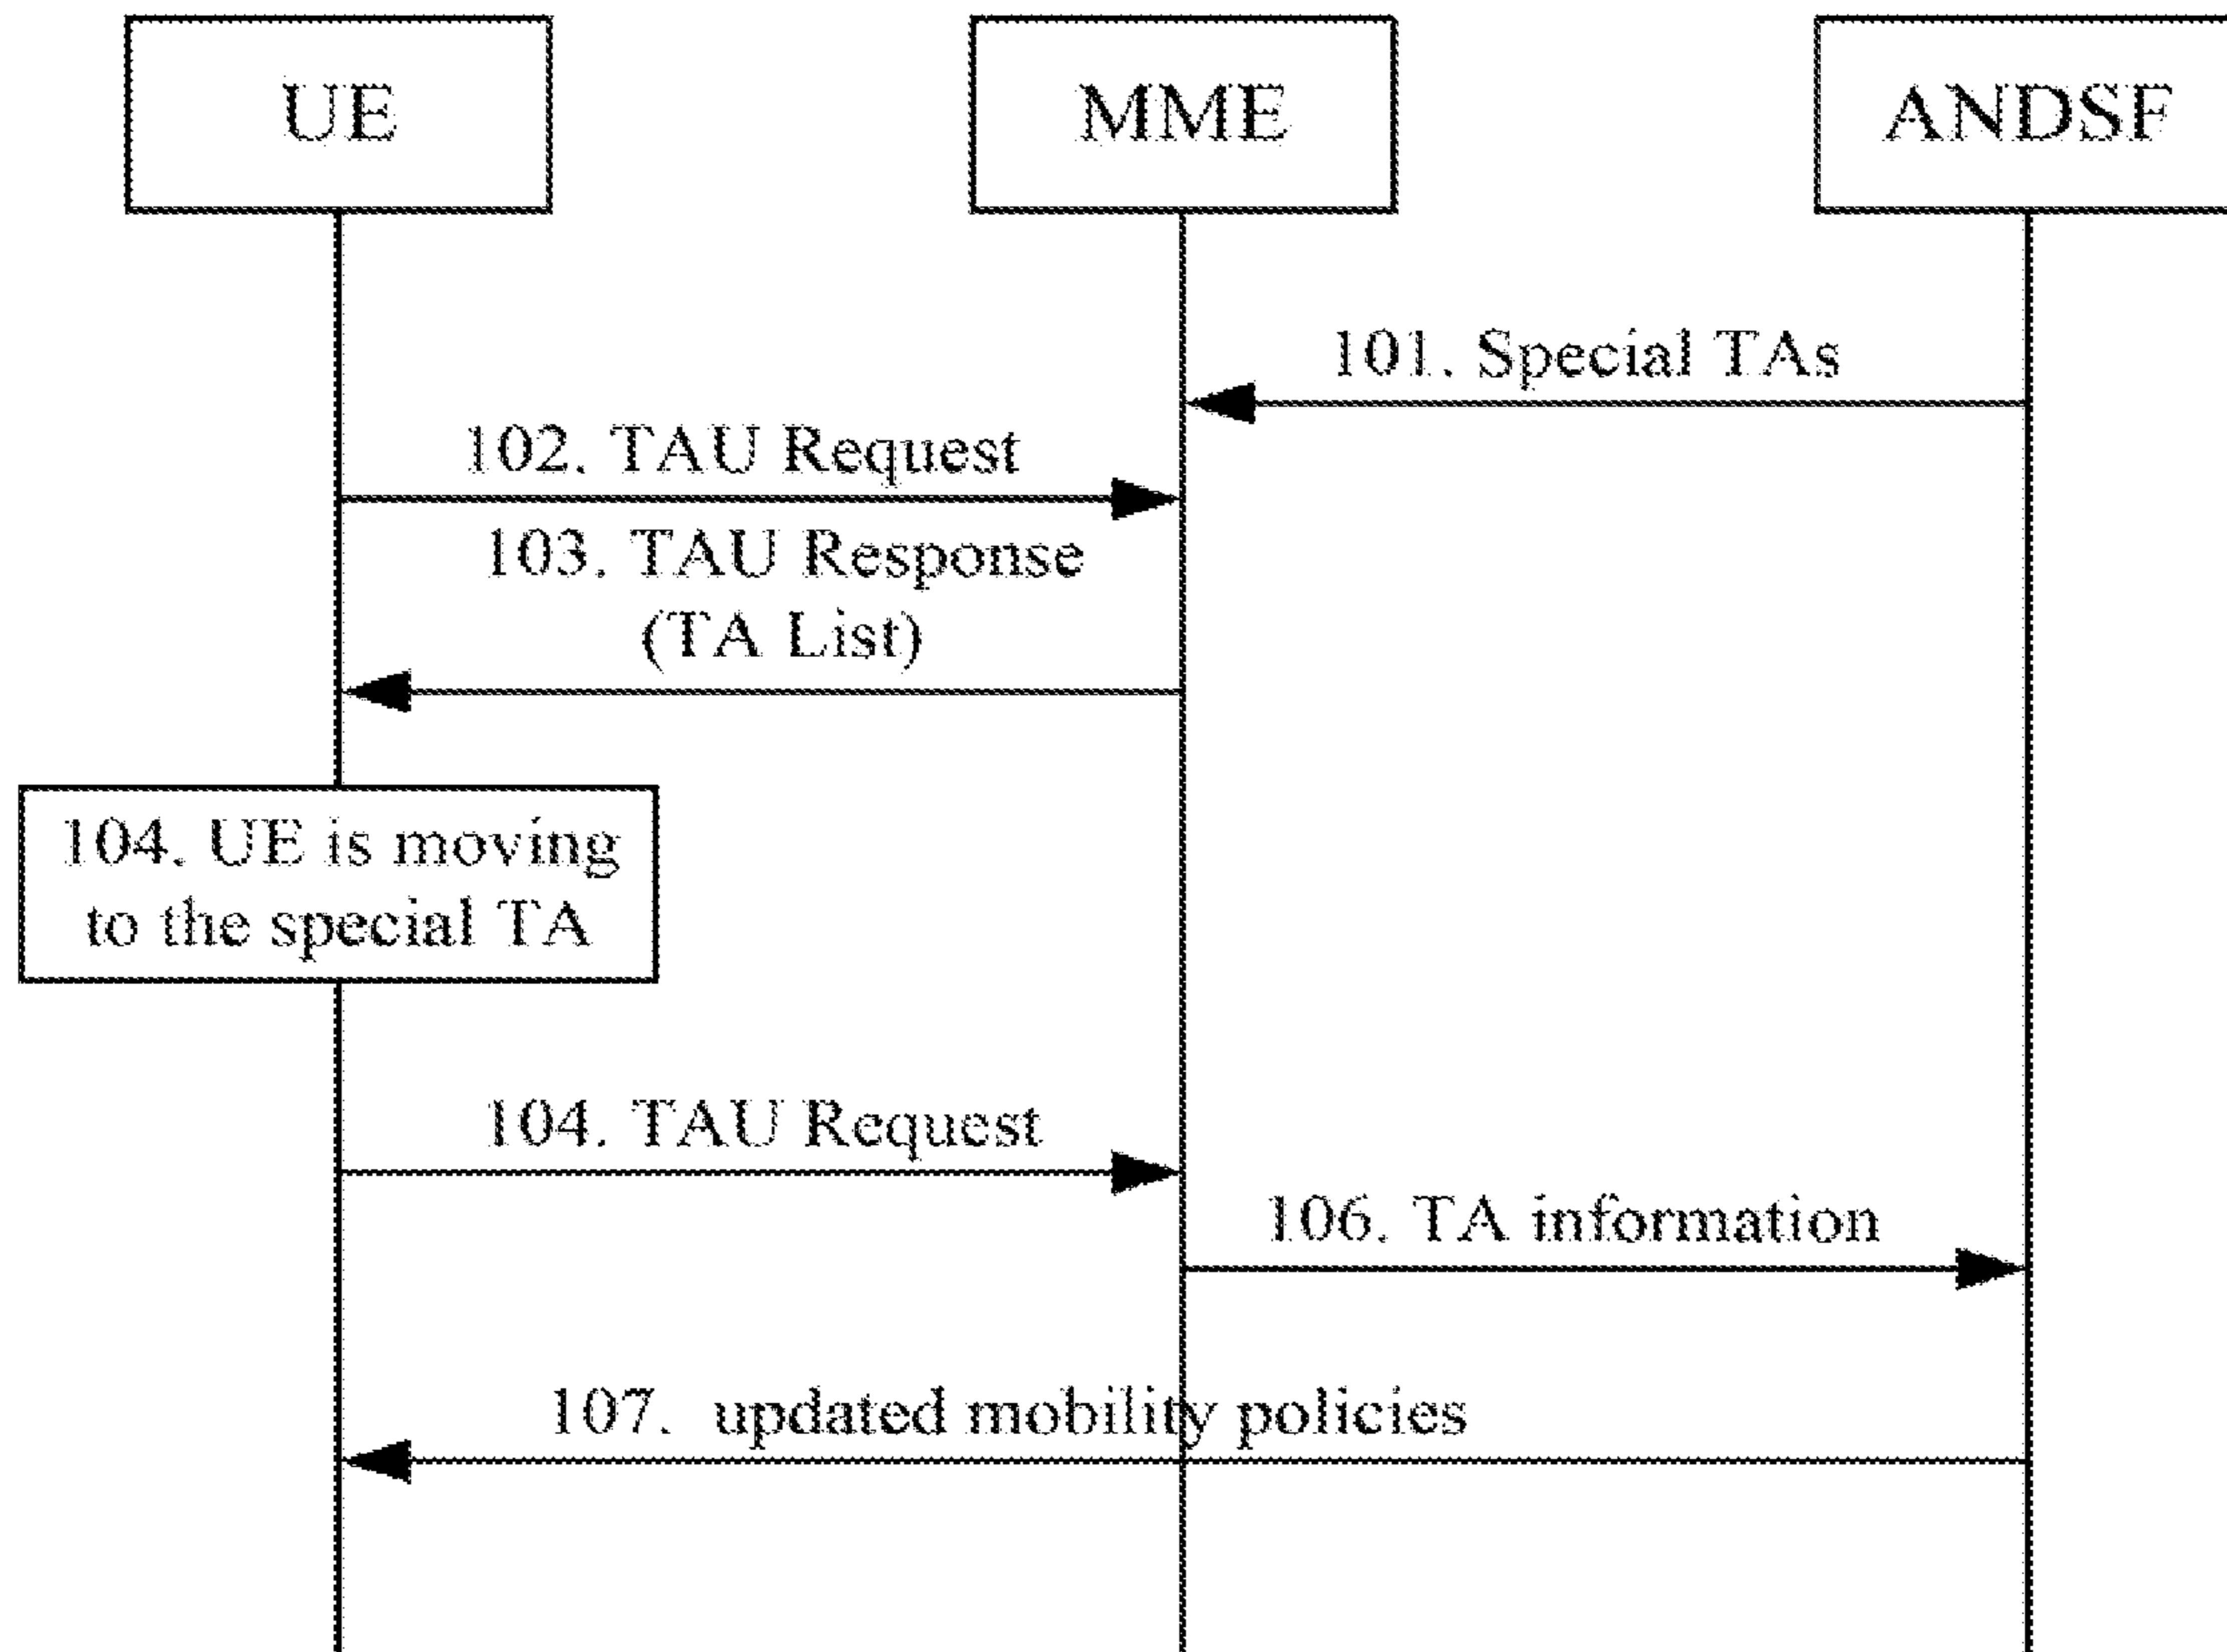 UE
MME
ANDSF
101. Special TAs
102. TAU Request
103. TAU Response
(TA List)
104. UE is moving
to the special TA
104. TAU Request
106. TA information
107. updated mobility policies